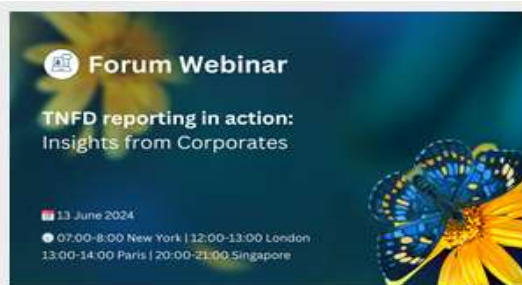 Forum Webinar
TNFD reporting in action:
Insights from Corporates
13 June 2024
07:00-8:00 New York | 12:00-13:00 London
13:00-14:00 Paris | 20:00-21:00 Singapore